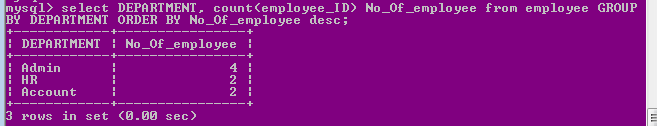 mysql> select DEPARTMENT, count(employee_ID) No_Of_employee from employee GROUP
BY DEPARTMENT ORDER BY No_Of_employee desc;
+------------+----------------+
| DEPARTMENT | No_Of_employee |
+------------+----------------+
| Admin      |              4 |
| HR         |              2 |
| Account    |              2 |
+------------+----------------+
3 rows in set (0.00 sec)